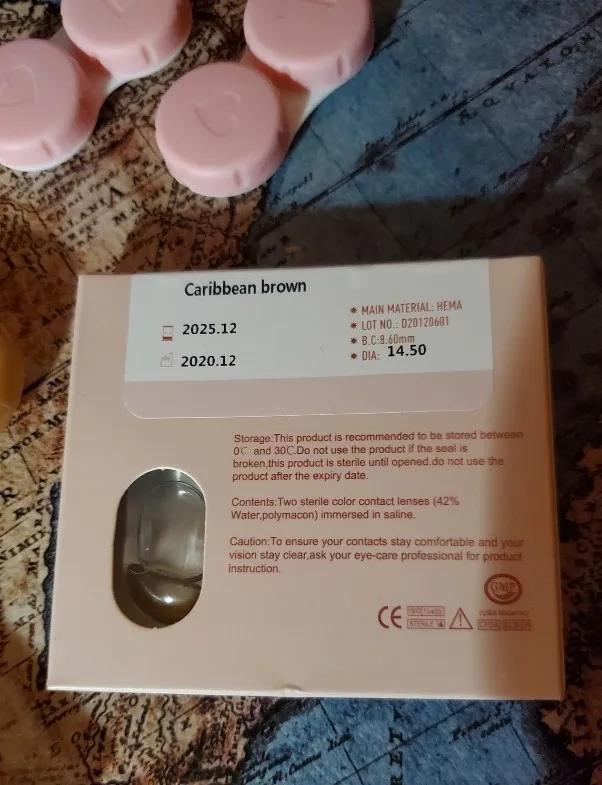 Caribbean brown
2025.12
2020.12
* MAIN MATERIAL: HEMA
* LOT NO.: D20120601
* B.C:8.60mm
* DIA: 14.50
Storage:This product is recommended to be stored between
0℃ and 30℃.Do not use the product if the seal is
broken,this product is sterile until opened.do not use the
product after the expiry date.
Contents:Two sterile color contact lenses (42%
Water,polymacon) immersed in saline.
Caution:To ensure your contacts stay comfortable and your
vision stay clear,ask your eye-care professional for product
instruction.
GMP
CE
STERILE